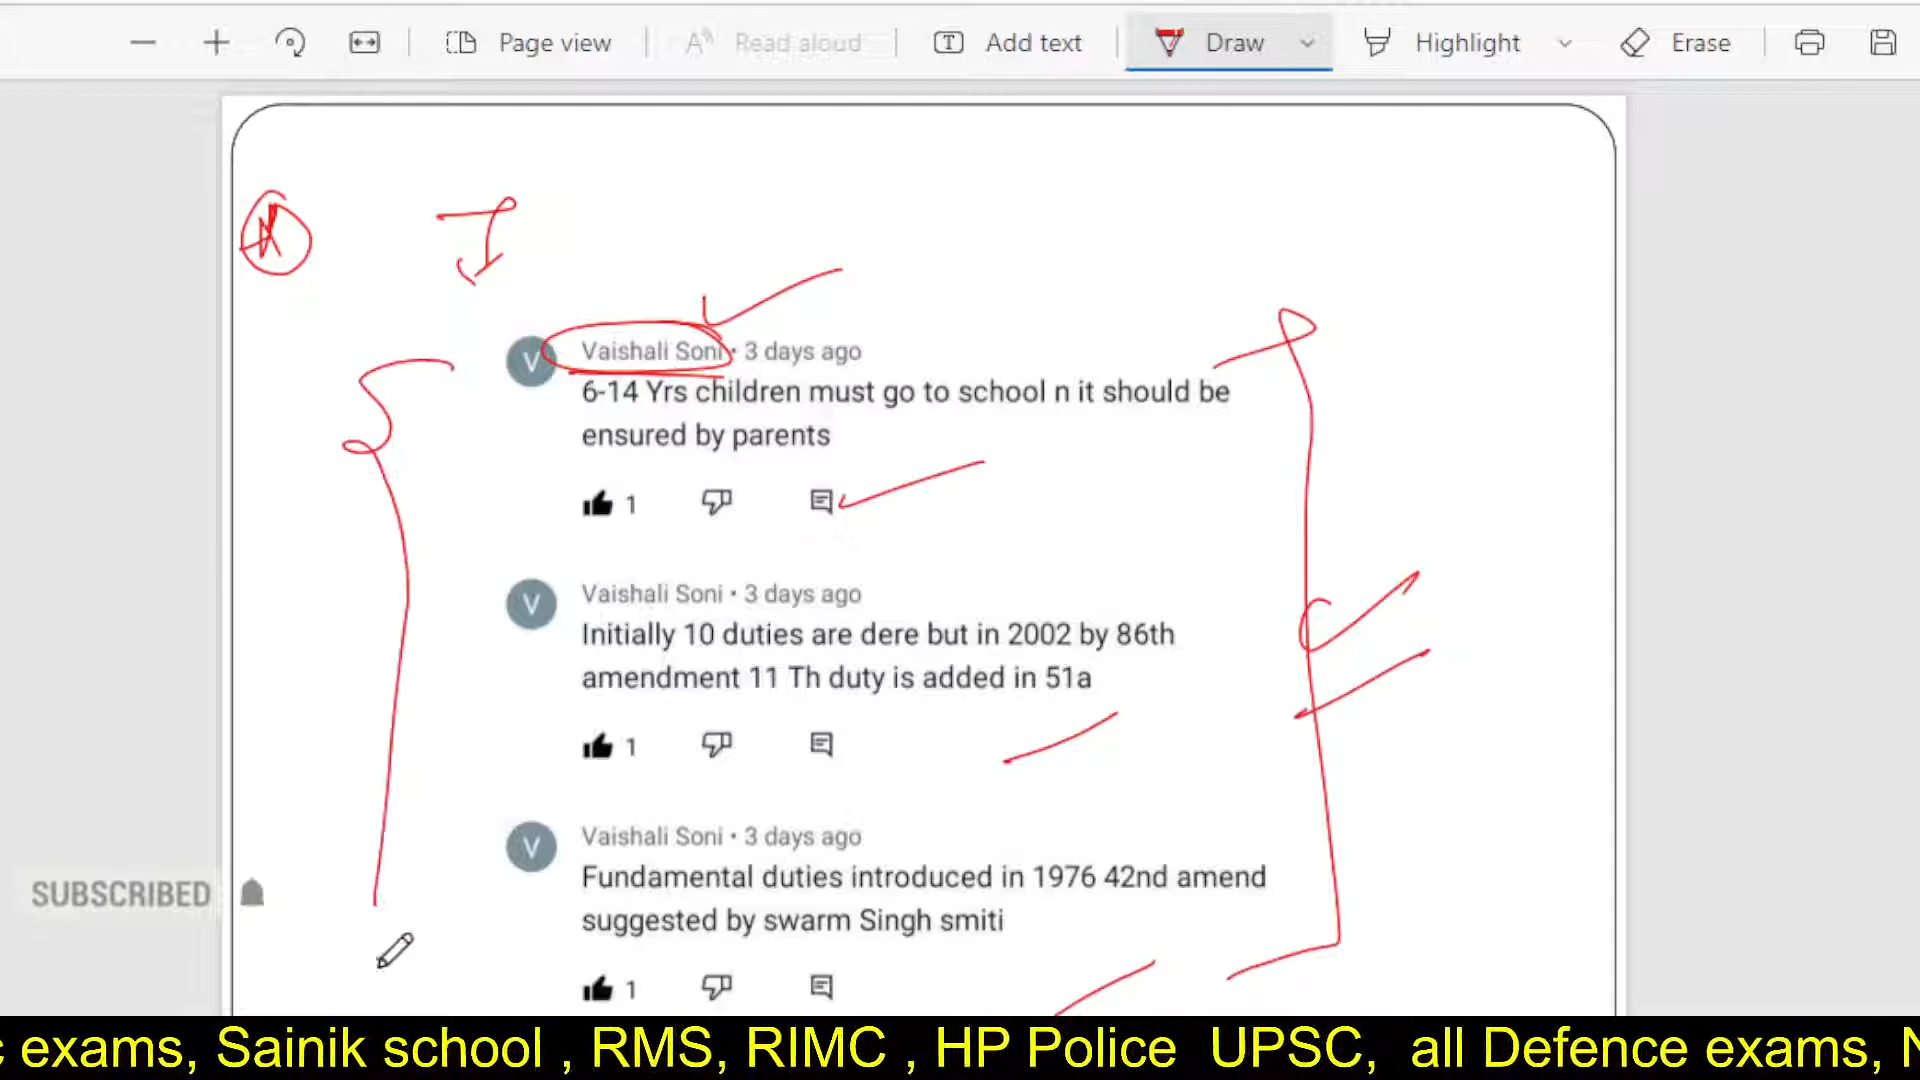 Page view
Read aloud
Add text
Draw
Highlight
Erase
V
Vaishali Soni • 3 days ago
6-14 Yrs children must go to school n it should be
ensured by parents
1
V
Vaishali Soni • 3 days ago
Initially 10 duties are dere but in 2002 by 86th
amendment 11 Th duty is added in 51a
1
V
Vaishali Soni • 3 days ago
Fundamental duties introduced in 1976 42nd amend
suggested by swarm Singh smiti
1
SUBSCRIBED
exams, Sainik school , RMS, RIMC , HP Police UPSC, all Defence exams,